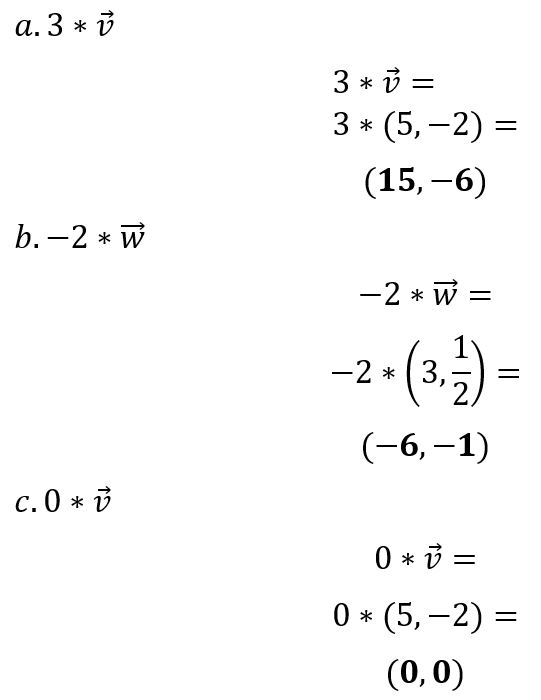 a. 3 ∗ v⃗
3 ∗ v⃗ =
3 ∗ (5, −2) =
(15, −6)
b. −2 ∗ w⃗
−2 ∗ w⃗ =
−2 ∗ (3, 1/2) =
(−6, −1)
c. 0 ∗ v⃗
0 ∗ v⃗ =
0 ∗ (5, −2) =
(0, 0)